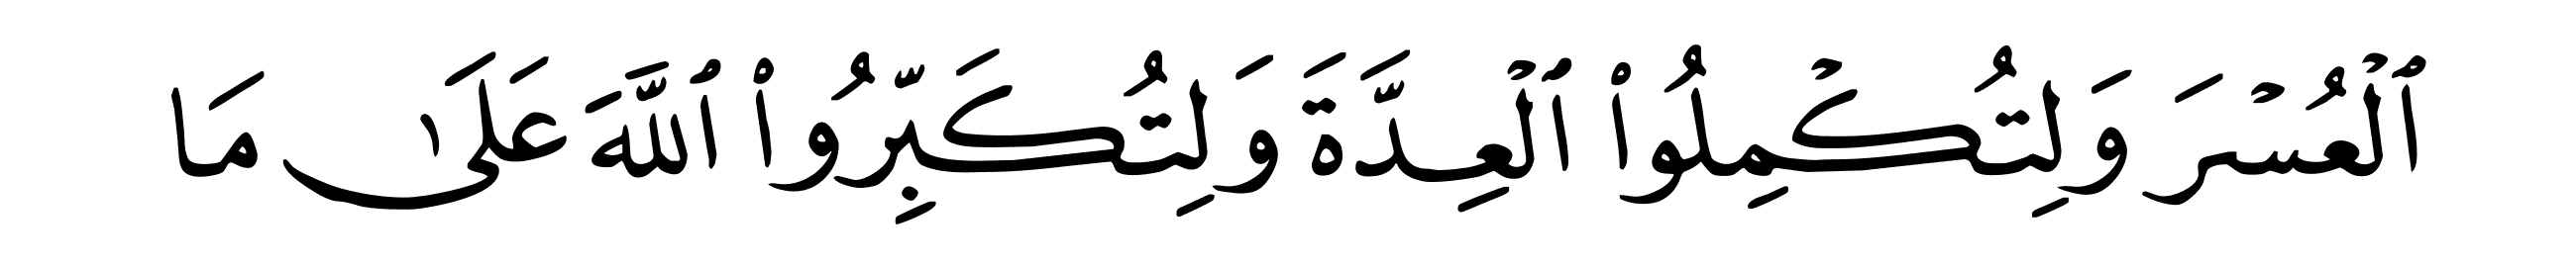 ٱلۡعُسۡرَ وَلِتُكۡمِلُواْ ٱلۡعِدَّةَ وَلِتُكَبِّرُواْ ٱللَّهَ عَلَىٰ مَا